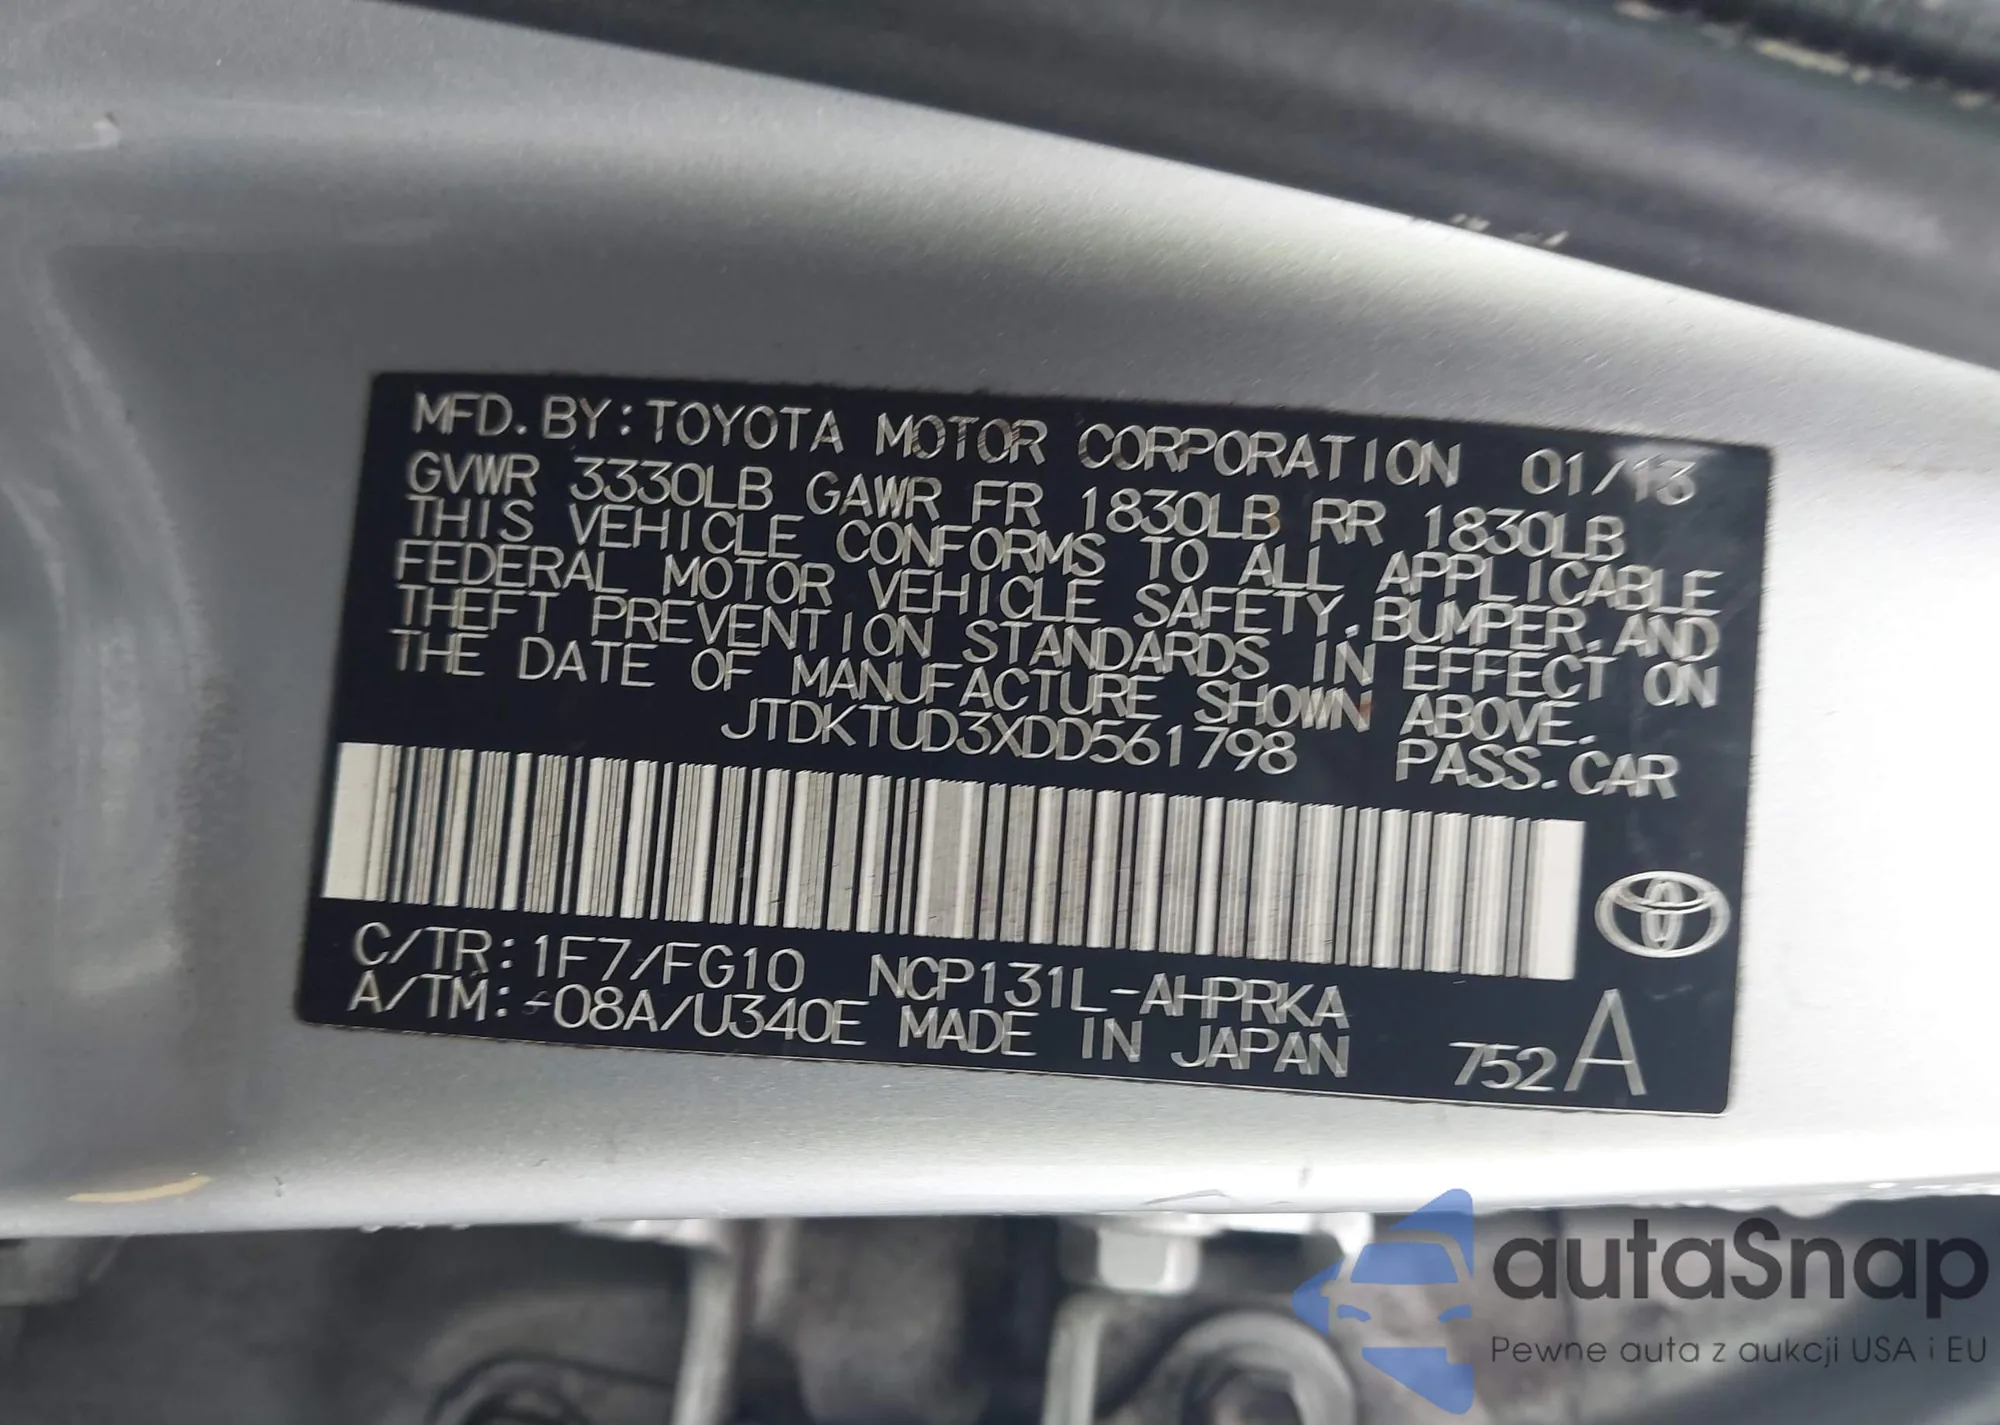 MFD. BY: TOYOTA MOTOR CORPORATION 01/13
GVWR 3330LB GAWR FR 1830LB RR 1830LB
THIS VEHICLE CONFORMS TO ALL APPLICABLE
FEDERAL MOTOR VEHICLE SAFETY, BUMPER, AND
THEFT PREVENTION STANDARDS IN EFFECT ON
THE DATE OF MANUFACTURE SHOWN ABOVE.
JTDKTUD3XDD561798 PASS. CAR
C/TR: 1F7/FG10 NCP131L-AHPRKA
A/TM: -08A/U340E MADE IN JAPAN 752 A
autaSnap
Pewne auta z aukcji USA i EU